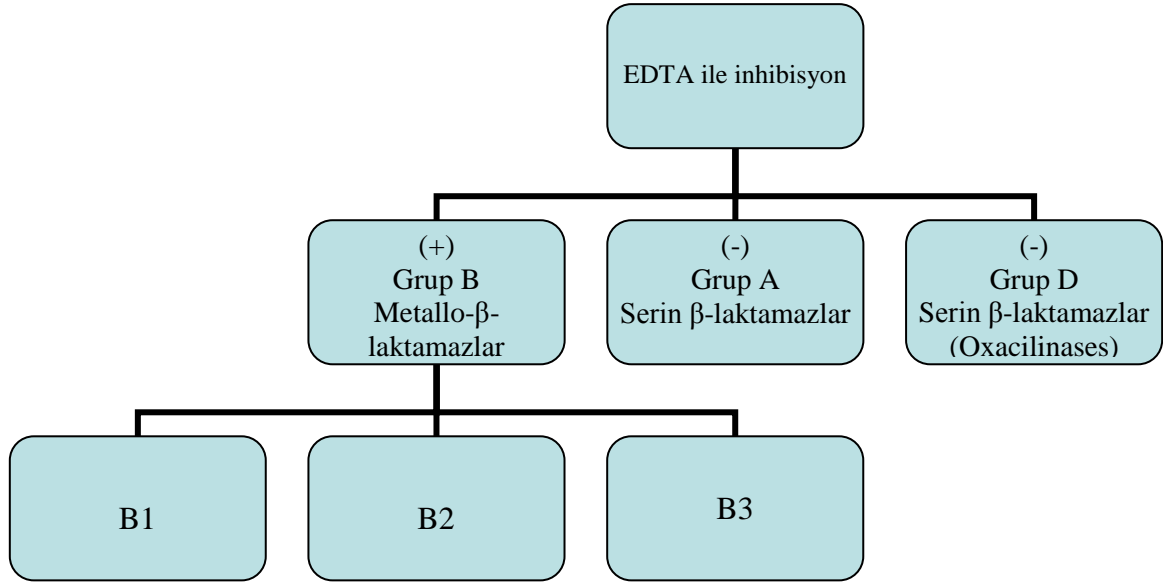 EDTA ile inhibisyon
(+)
Grup B
Metallo-β-
laktamazlar
(-)
Grup A
Serin β-laktamazlar
(-)
Grup D
Serin β-laktamazlar
(Oxacilinases)
B1
B2
B3